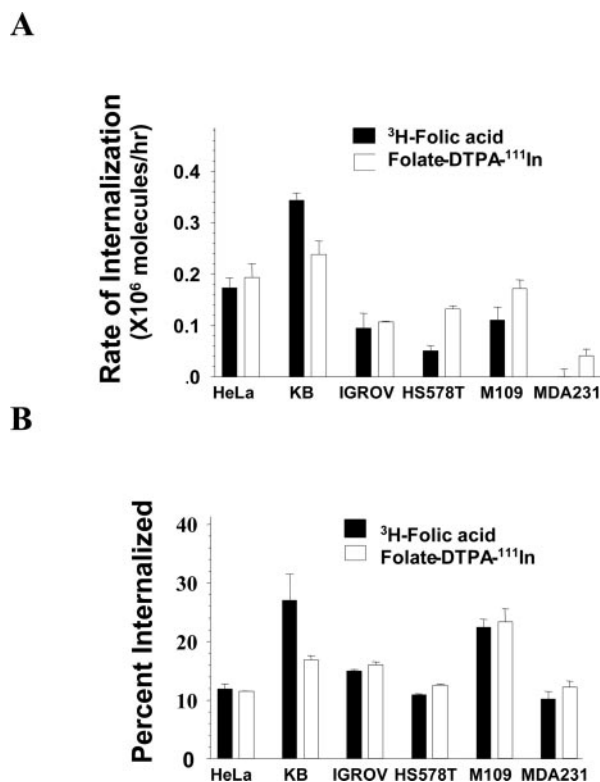 A
Rate of Internalization
(X10⁶ molecules/hr)
³H-Folic acid
Folate-DTPA-¹¹¹In
0.4
0.3
0.2
0.1
.0
HeLa KB IGROV HS578T M109 MDA231
B
Percent Internalized
³H-Folic acid
Folate-DTPA-¹¹¹In
40
30
20
10
0
HeLa KB IGROV HS578T M109 MDA231